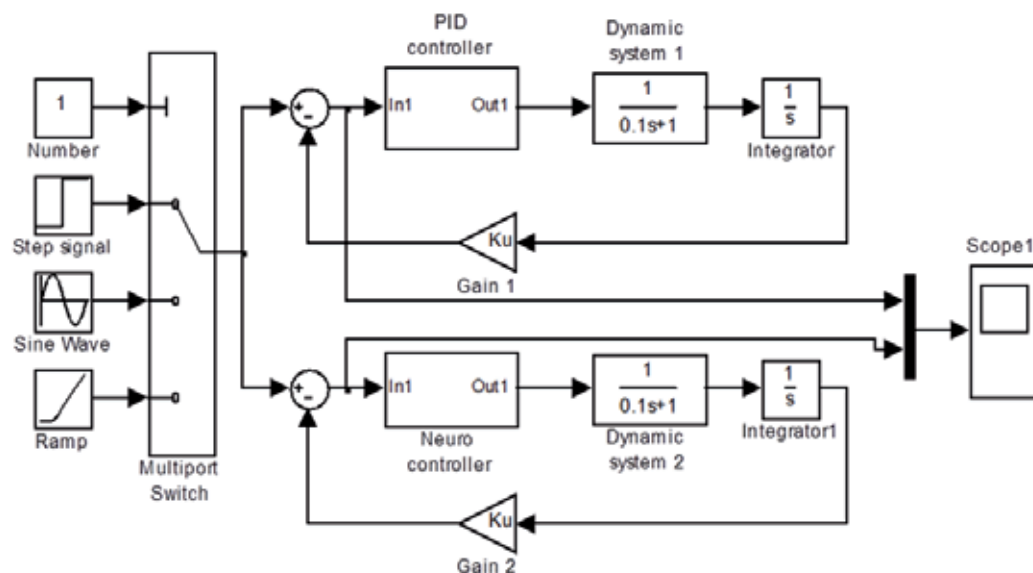 PID
controller
Dynamic
system 1
1
Number
+
−
In1
Out1
1
0.1s+1
1
s
Integrator
Step signal
Ku
Gain 1
Scope1
Sine Wave
+
−
In1
Out1
1
0.1s+1
1
s
Ramp
Neuro
controller
Dynamic
system 2
Integrator1
Multiport
Switch
Ku
Gain 2